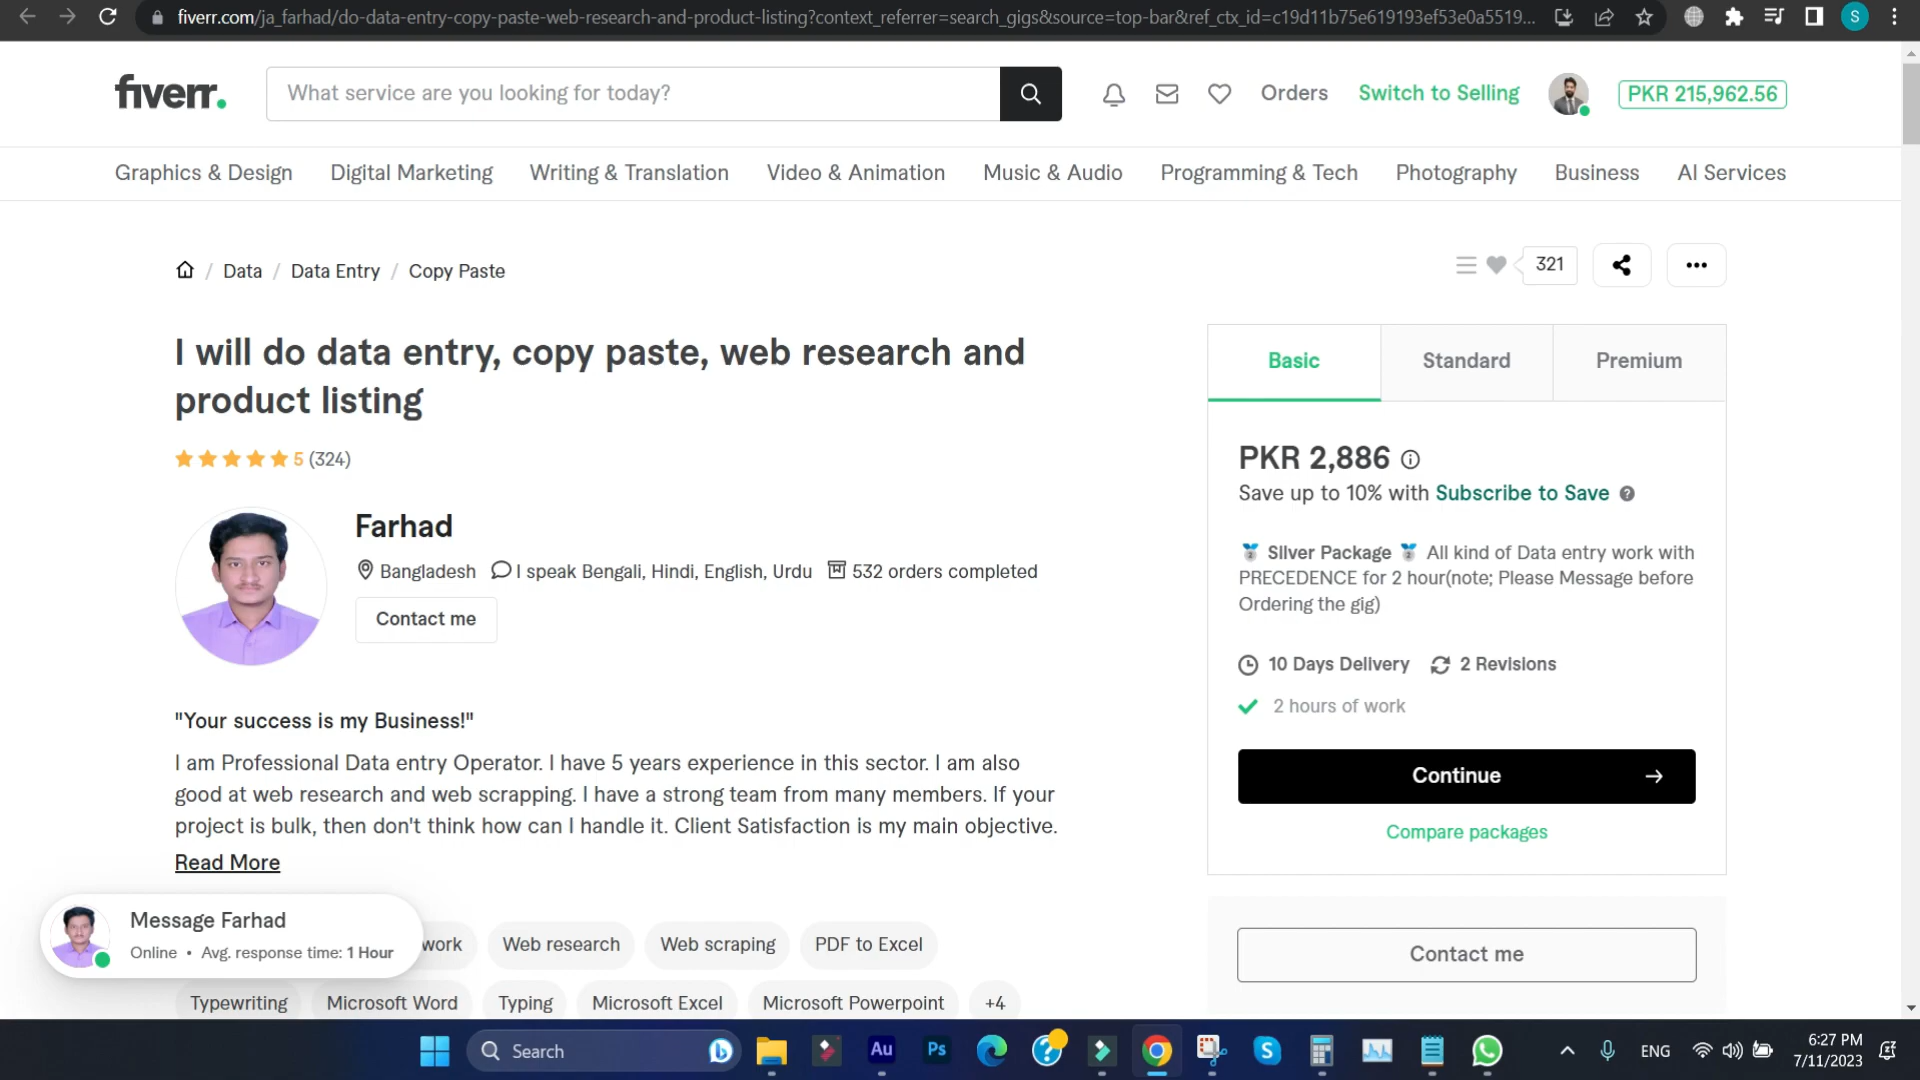 fiverr.com/ja_farhad/do-data-entry-copy-paste-web-research-and-product-listing?context_referrer=search_gigs&source=top-bar&ref_ctx_id=c19d11b75e619193ef53e0a5519...
S
fiverr.
What service are you looking for today?
Orders
Switch to Selling
PKR 215,962.56
Graphics & Design
Digital Marketing
Writing & Translation
Video & Animation
Music & Audio
Programming & Tech
Photography
Business
AI Services
/ Data / Data Entry / Copy Paste
321
I will do data entry, copy paste, web research and
product listing
5 (324)
Farhad
Bangladesh
I speak Bengali, Hindi, English, Urdu
532 orders completed
Contact me
"Your success is my Business!"
I am Professional Data entry Operator. I have 5 years experience in this sector. I am also
good at web research and web scrapping. I have a strong team from many members. If your
project is bulk, then don't think how can I handle it. Client Satisfaction is my main objective.
Read More
Message Farhad
Online • Avg. response time: 1 Hour
work
Web research
Web scraping
PDF to Excel
Typewriting
Microsoft Word
Typing
Microsoft Excel
Microsoft Powerpoint
+4
Basic
Standard
Premium
PKR 2,886
Save up to 10% with Subscribe to Save
Silver Package All kind of Data entry work with
PRECEDENCE for 2 hour(note; Please Message before
Ordering the gig)
10 Days Delivery
2 Revisions
2 hours of work
Continue
Compare packages
Contact me
Search
Au
Ps
ENG
6:27 PM
7/11/2023